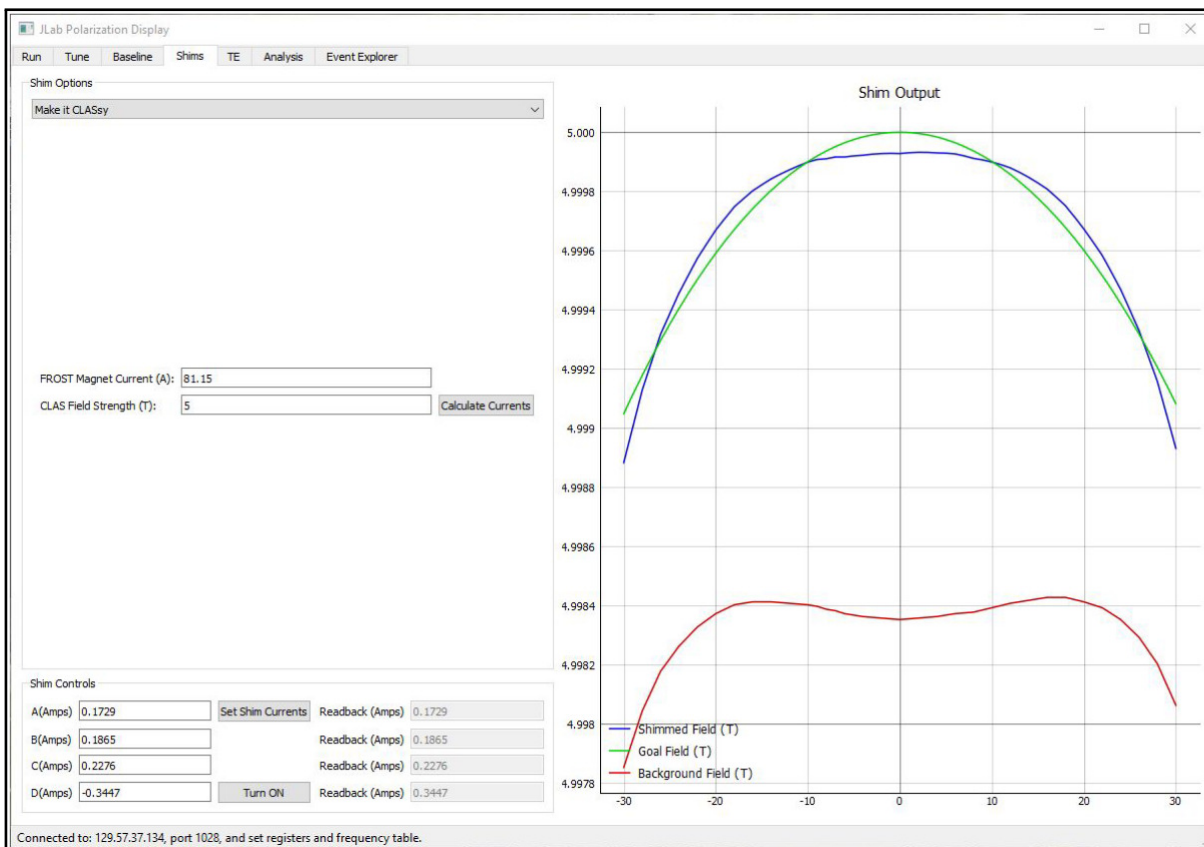 JLab Polarization Display
Run Tune Baseline Shims TE Analysis Event Explorer
Shim Options
Make it CLASsy
FROST Magnet Current (A): 81.15
CLAS Field Strength (T): 5 Calculate Currents
Shim Controls
A(Amps) 0.1729 Set Shim Currents Readback (Amps) 0.1729
B(Amps) 0.1865 Readback (Amps) 0.1865
C(Amps) 0.2276 Readback (Amps) 0.2276
D(Amps) -0.3447 Turn ON Readback (Amps) 0.3447
Shim Output
5.000
4.9998
4.9996
4.9994
4.9992
4.999
4.9988
4.9986
4.9984
4.9982
4.998
4.9978
Shimmed Field (T)
Goal Field (T)
Background Field (T)
-30 -20 -10 0 10 20 30
Connected to: 129.57.37.134, port 1028, and set registers and frequency table.